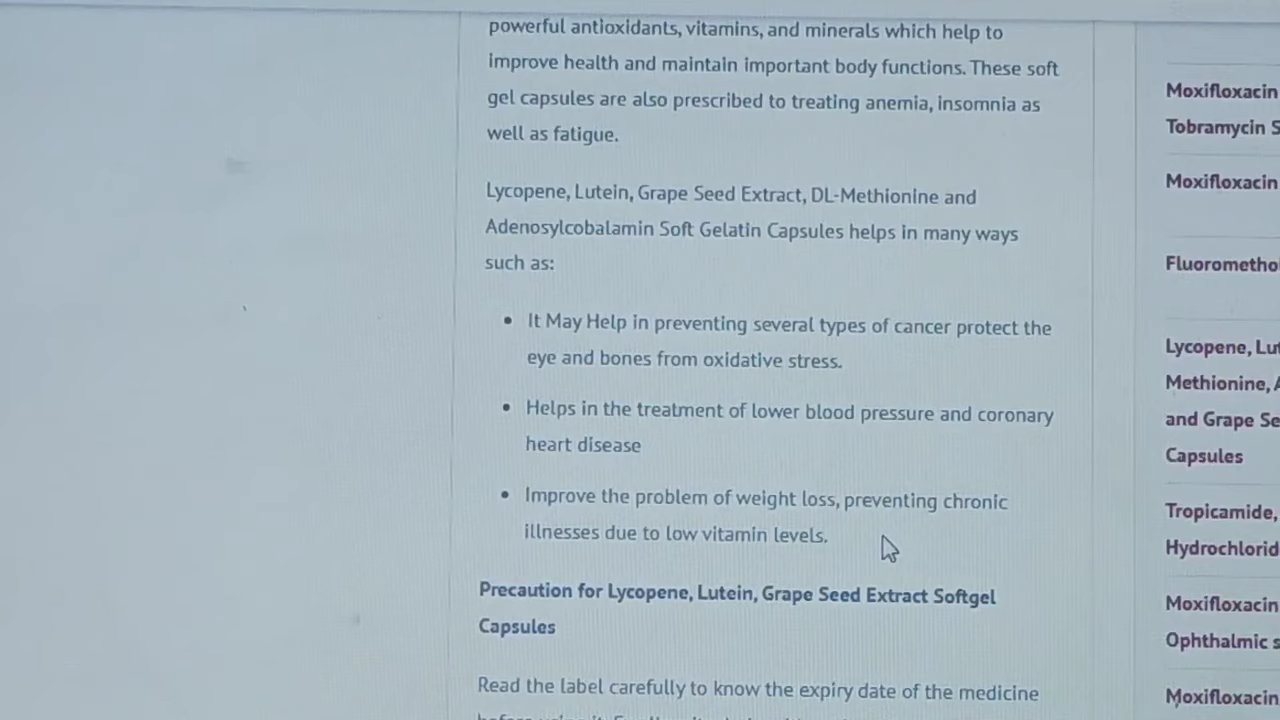 powerful antioxidants, vitamins, and minerals which help to
improve health and maintain important body functions. These soft
gel capsules are also prescribed to treating anemia, insomnia as
well as fatigue.
Lycopene, Lutein, Grape Seed Extract, DL-Methionine and
Adenosylcobalamin Soft Gelatin Capsules helps in many ways
such as:
• It May Help in preventing several types of cancer protect the
eye and bones from oxidative stress.
• Helps in the treatment of lower blood pressure and coronary
heart disease
• Improve the problem of weight loss, preventing chronic
illnesses due to low vitamin levels.
Precaution for Lycopene, Lutein, Grape Seed Extract Softgel
Capsules
Read the label carefully to know the expiry date of the medicine
Moxifloxacin
Tobramycin S
Moxifloxacin
Fluorometho
Lycopene, Lut
Methionine, A
and Grape Se
Capsules
Tropicamide,
Hydrochlorid
Moxifloxacin
Ophthalmic s
Moxifloxacin